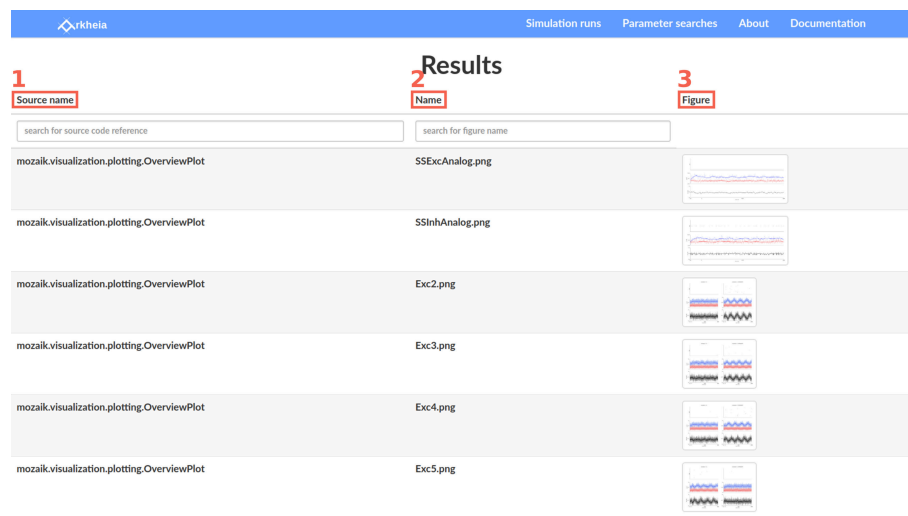 Arkheia Simulation runs Parameter searches About Documentation
Results
1 2 3
Source name Name Figure
search for source code reference search for figure name
mozaik.visualization.plotting.OverviewPlot SSExcAnalog.png
mozaik.visualization.plotting.OverviewPlot SSInhAnalog.png
mozaik.visualization.plotting.OverviewPlot Exc2.png
mozaik.visualization.plotting.OverviewPlot Exc3.png
mozaik.visualization.plotting.OverviewPlot Exc4.png
mozaik.visualization.plotting.OverviewPlot Exc5.png